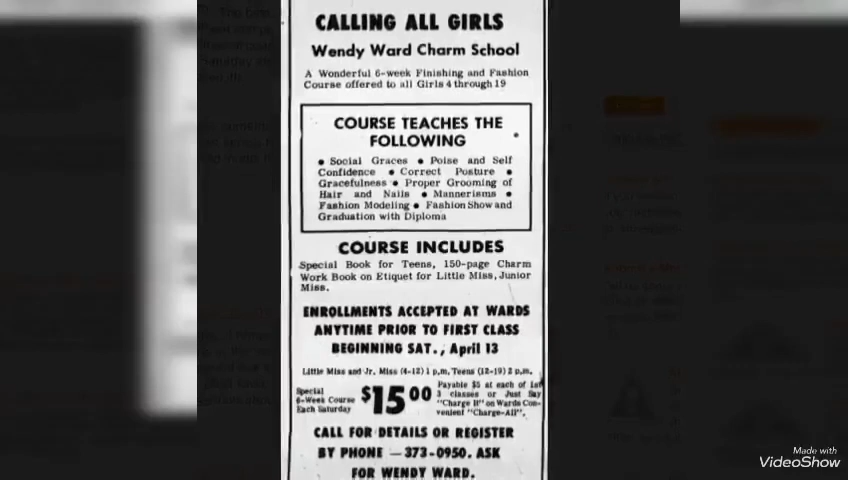 CALLING ALL GIRLS
Wendy Ward Charm School
A Wonderful 6-week Finishing and Fashion
Course offered to all Girls 4 through 19
COURSE TEACHES THE
FOLLOWING
• Social Graces • Poise and Self
Confidence • Correct Posture •
Gracefulness • Proper Grooming of
Hair and Nails • Mannerisms •
Fashion Modeling • Fashion Show and
Graduation with Diploma
COURSE INCLUDES
Special Book for Teens, 150-page Charm
Work Book on Etiquet for Little Miss, Junior
Miss.
ENROLLMENTS ACCEPTED AT WARDS
ANYTIME PRIOR TO FIRST CLASS
BEGINNING SAT., April 13
Little Miss and Jr. Miss (4-12) 1 p.m, Teens (12-19) 2 p.m.
Special
6-Week Course
Each Saturday
$15 00
Payable $5 at each of 1st
3 classes or Just Say
"Charge It" on Wards Con-
venient "Charge-All".
CALL FOR DETAILS OR REGISTER
BY PHONE — 373-0950. ASK
FOR WENDY WARD.
Made with
VideoShow